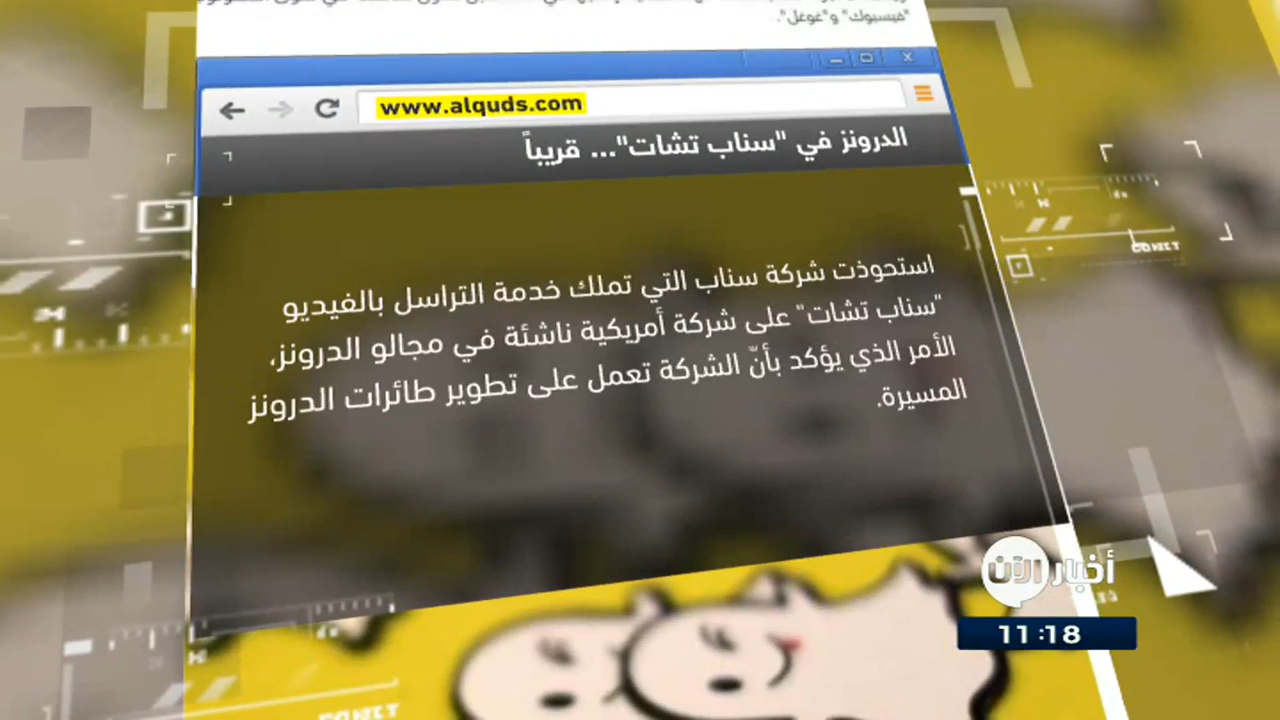 "فيسبوك" و"غوغل".
www.alquds.com
الدرونز في "سناب تشات"... قريباً
استحوذت شركة سناب التي تملك خدمة التراسل بالفيديو
"سناب تشات" على شركة أمريكية ناشئة في مجالو الدرونز،
الأمر الذي يؤكد بأنّ الشركة تعمل على تطوير طائرات الدرونز
المسيرة.
أخبار الآن
11:18